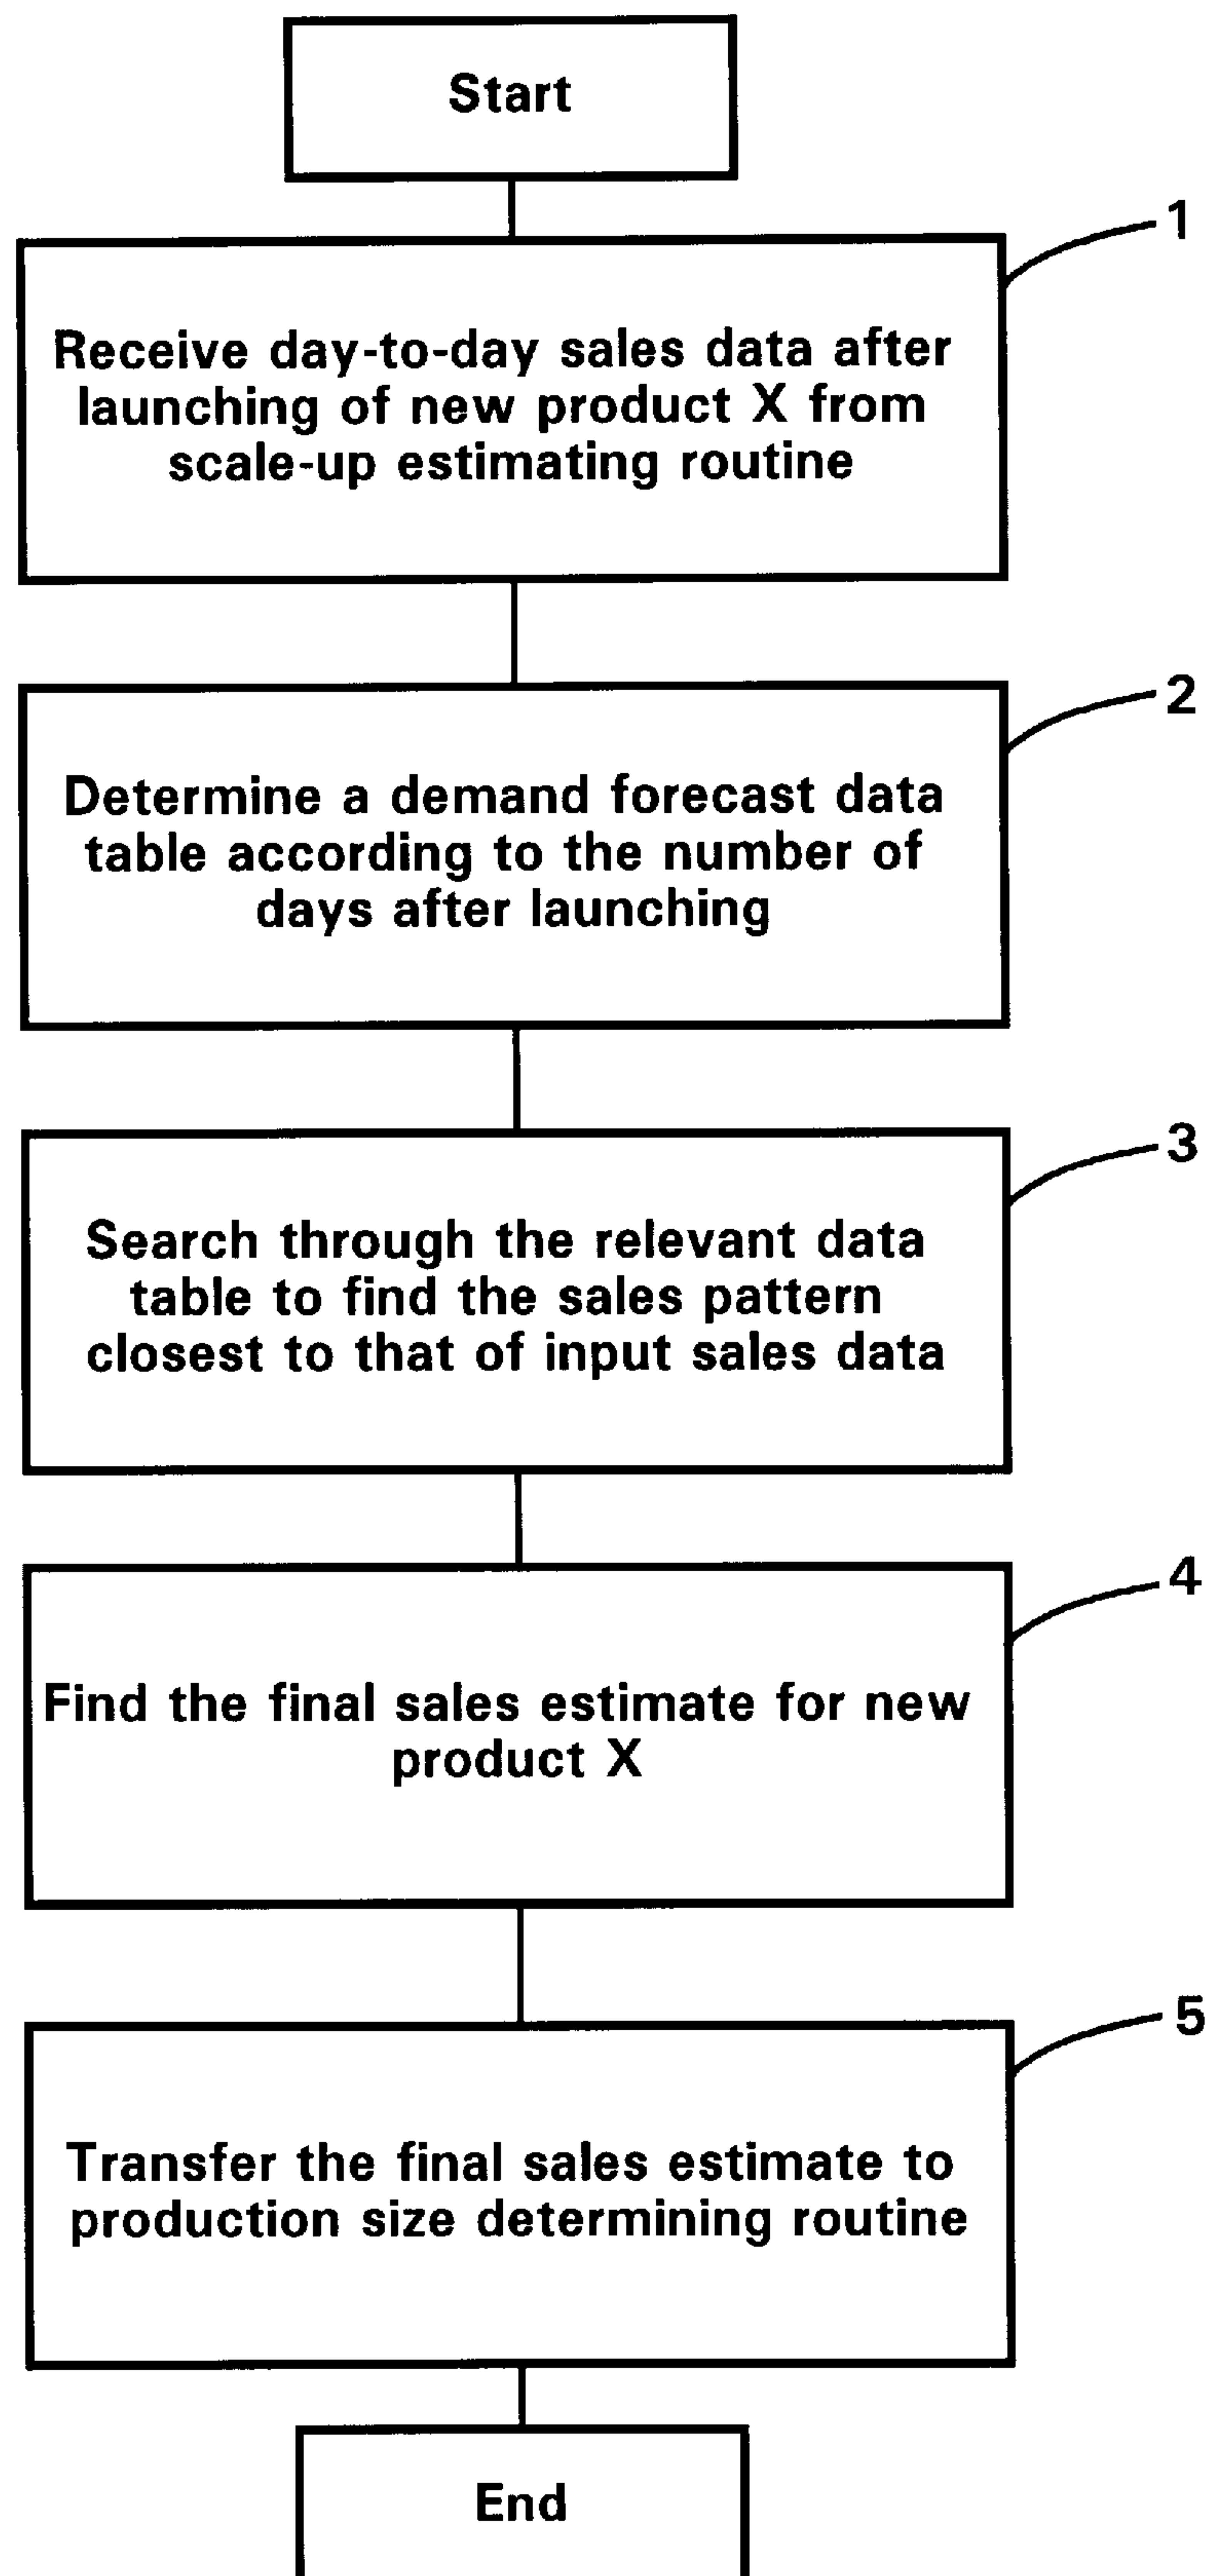 Start
1
Receive day-to-day sales data after
launching of new product X from
scale-up estimating routine
2
Determine a demand forecast data
table according to the number of
days after launching
3
Search through the relevant data
table to find the sales pattern
closest to that of input sales data
4
Find the final sales estimate for new
product X
5
Transfer the final sales estimate to
production size determining routine
End